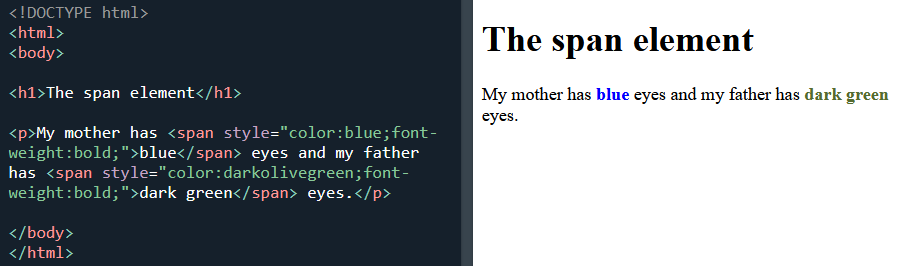 <!DOCTYPE html>
<html>
<body>
<h1>The span element</h1>
<p>My mother has <span style="color:blue;font-
weight:bold;">blue</span> eyes and my father
has <span style="color:darkolivegreen;font-
weight:bold;">dark green</span> eyes.</p>
</body>
</html>
The span element
My mother has blue eyes and my father has dark green
eyes.